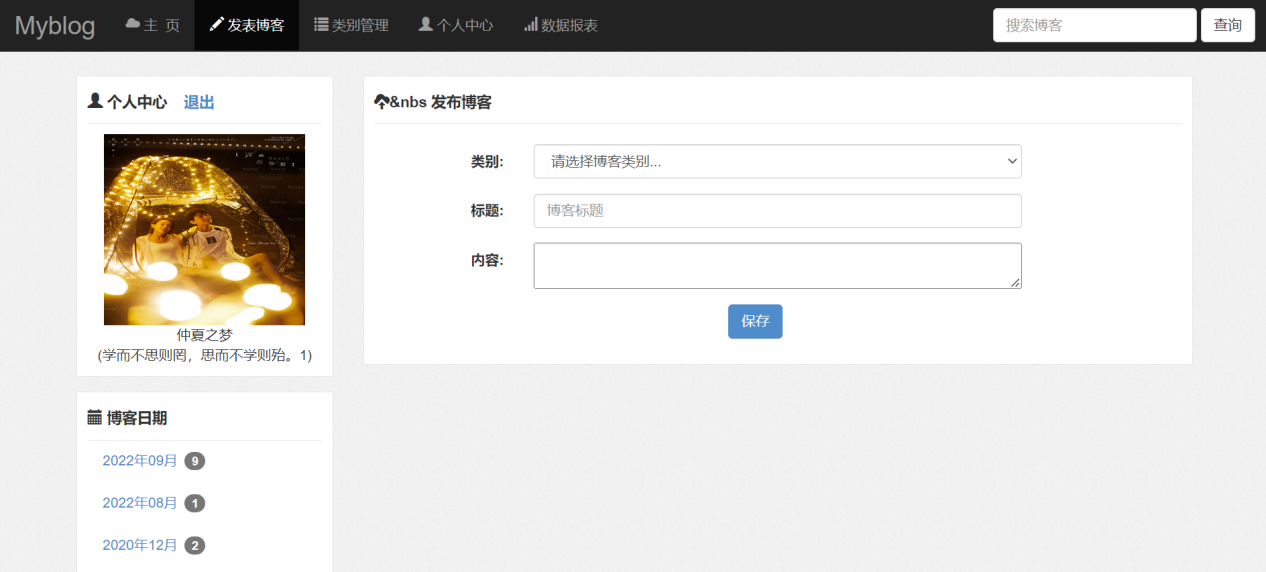 Myblog 主 页 发表博客 类别管理 个人中心 数据报表 搜索博客 查询
个人中心 退出
仲夏之梦
(学而不思则罔，思而不学则殆。1)
博客日期
2022年09月 9
2022年08月 1
2020年12月 2
&nbs 发布博客
类别: 请选择博客类别...
标题: 博客标题
内容:
保存